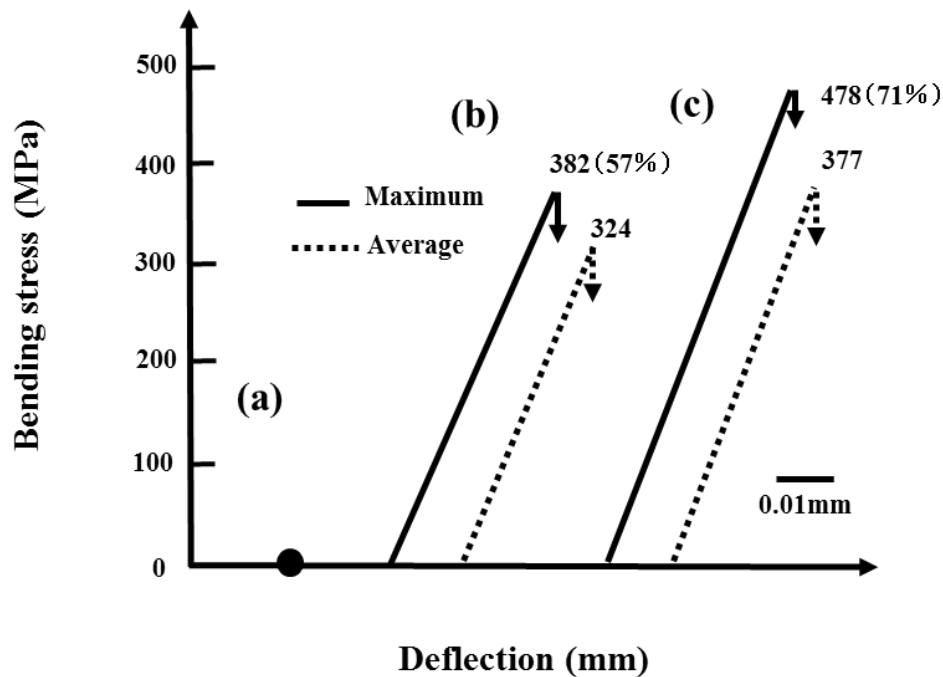 500
(b)
(c)
478(71%)
400
382(57%)
377
Maximum
324
Average
300
200
(a)
100
0.01mm
0
Bending stress (MPa)
Deflection (mm)